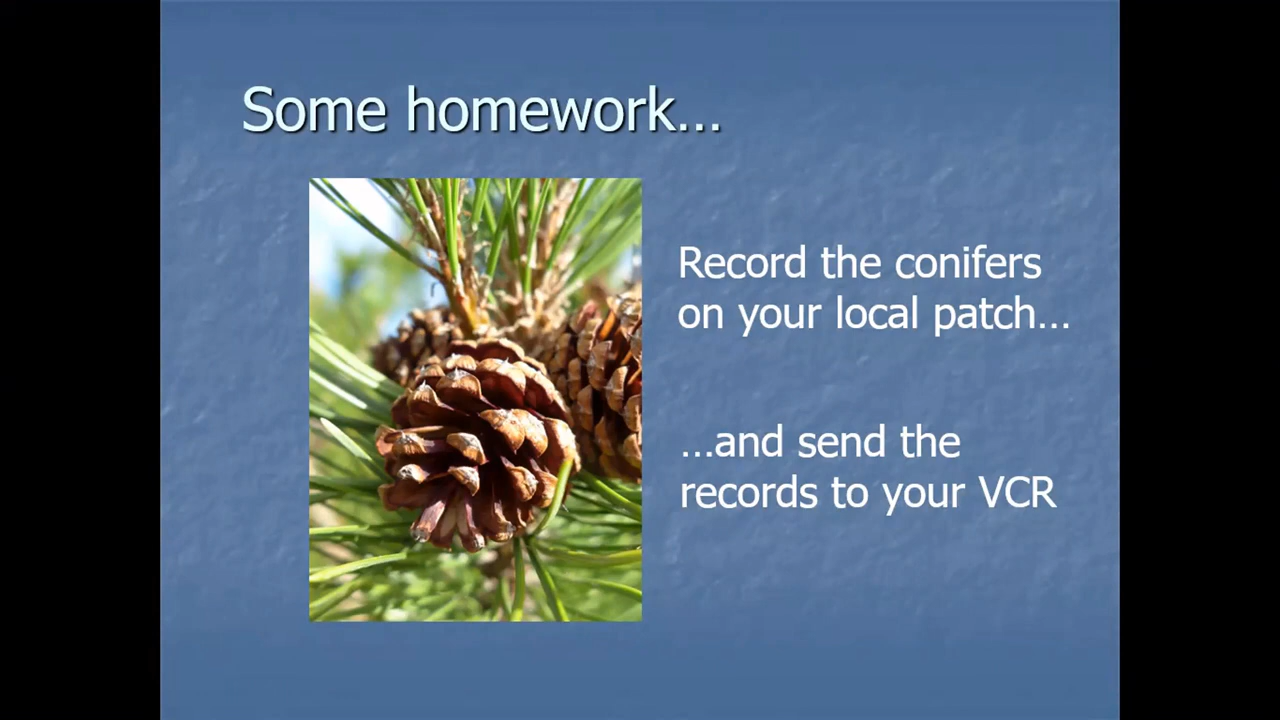 Some homework...
Record the conifers
on your local patch...
...and send the
records to your VCR